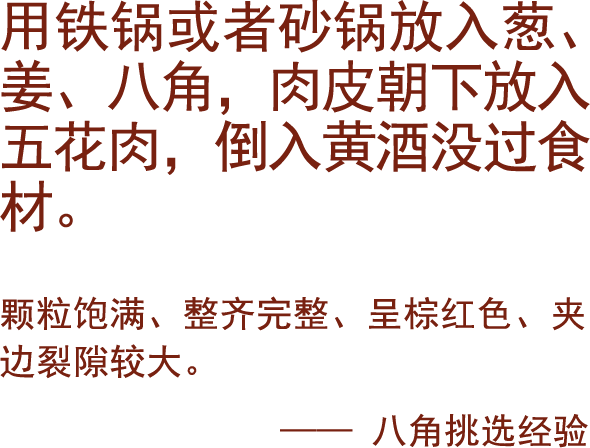 用铁锅或者砂锅放入葱、
姜、八角，肉皮朝下放入
五花肉，倒入黄酒没过食
材。
颗粒饱满、整齐完整、呈棕红色、夹
边裂隙较大。
—— 八角挑选经验